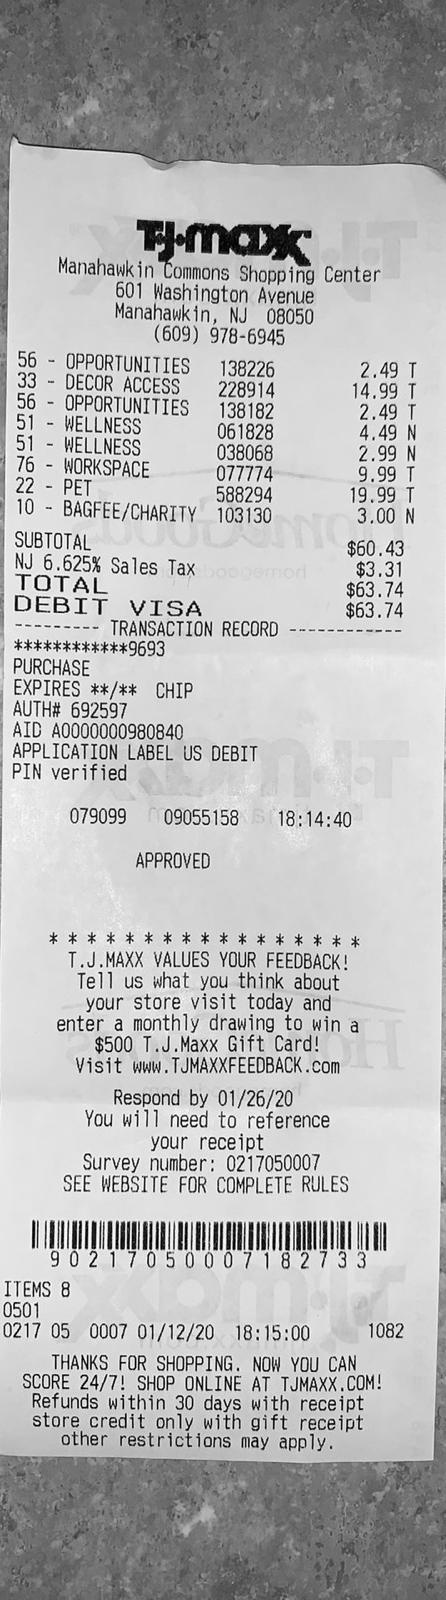 T.J.maxx
Manahawkin Commons Shopping Center
601 Washington Avenue
Manahawkin, NJ 08050
(609) 978-6945
56 - OPPORTUNITIES 138226 2.49 T
33 - DECOR ACCESS 228914 14.99 T
56 - OPPORTUNITIES 138182 2.49 T
51 - WELLNESS 061828 4.49 N
51 - WELLNESS 038068 2.99 N
76 - WORKSPACE 077774 9.99 T
22 - PET 588294 19.99 T
10 - BAGFEE/CHARITY 103130 3.00 N
SUBTOTAL $60.43
NJ 6.625% Sales Tax $3.31
TOTAL $63.74
DEBIT VISA $63.74
--------- TRANSACTION RECORD ------------
************9693
PURCHASE
EXPIRES **/** CHIP
AUTH# 692597
AID A0000000980840
APPLICATION LABEL US DEBIT
PIN verified
079099 09055158 18:14:40
APPROVED
* * * * * * * * * * * * * * * * *
T.J.MAXX VALUES YOUR FEEDBACK!
Tell us what you think about
your store visit today and
enter a monthly drawing to win a
$500 T.J.Maxx Gift Card!
Visit www.TJMAXXFEEDBACK.com
Respond by 01/26/20
You will need to reference
your receipt
Survey number: 0217050007
SEE WEBSITE FOR COMPLETE RULES
90217050007182733
ITEMS 8
0501
0217 05 0007 01/12/20 18:15:00 1082
THANKS FOR SHOPPING. NOW YOU CAN
SCORE 24/7! SHOP ONLINE AT TJMAXX.COM!
Refunds within 30 days with receipt
store credit only with gift receipt
other restrictions may apply.